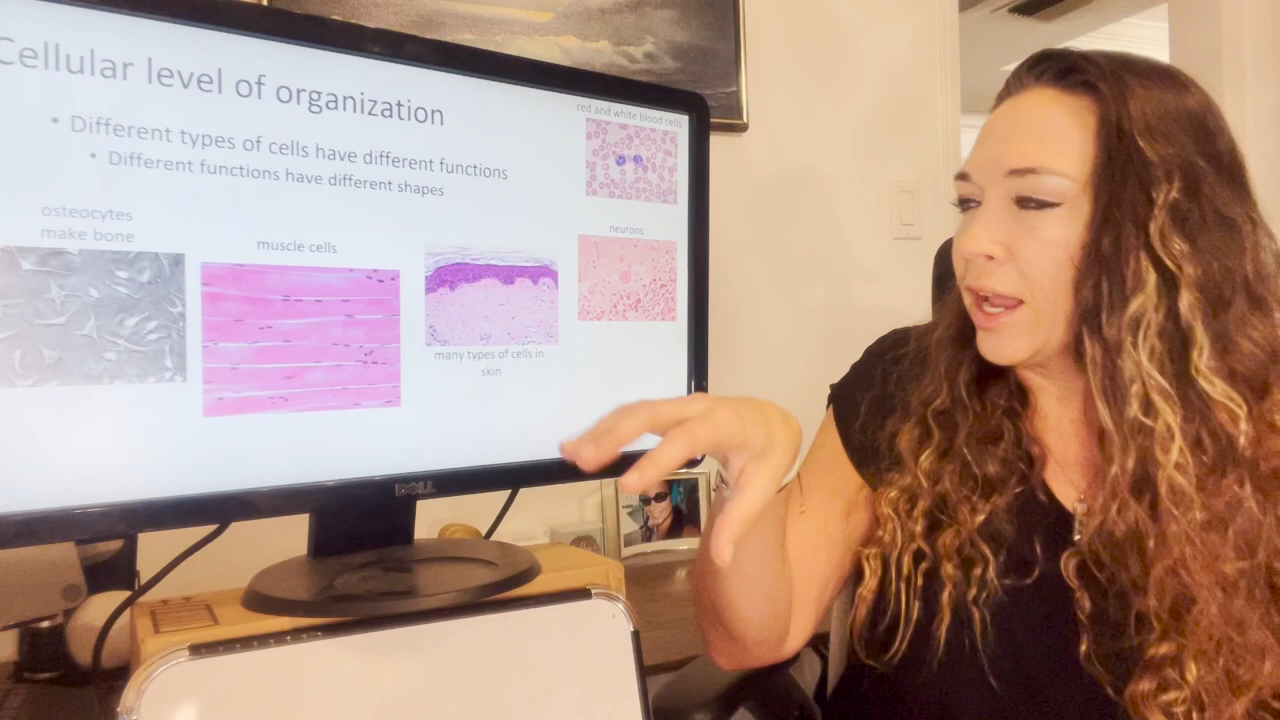 Cellular level of organization
• Different types of cells have different functions
• Different functions have different shapes
red and white blood cells
osteocytes
make bone
muscle cells
neurons
many types of cells in
skin
DELL